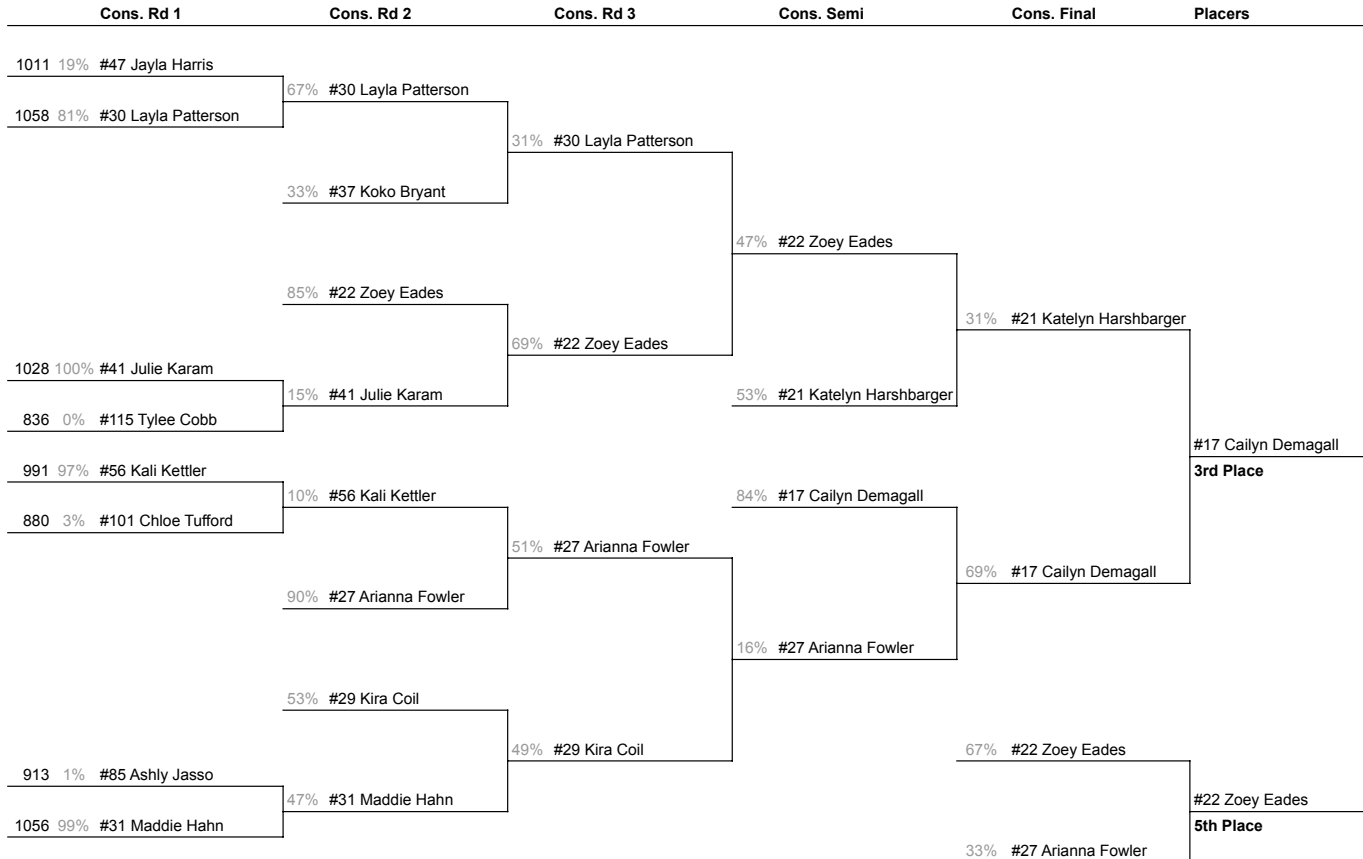 Cons. Rd 1 Cons. Rd 2 Cons. Rd 3 Cons. Semi Cons. Final Placers
1011 19% #47 Jayla Harris
67% #30 Layla Patterson
1058 81% #30 Layla Patterson
31% #30 Layla Patterson
33% #37 Koko Bryant
47% #22 Zoey Eades
85% #22 Zoey Eades
31% #21 Katelyn Harshbarger
69% #22 Zoey Eades
1028 100% #41 Julie Karam
15% #41 Julie Karam
53% #21 Katelyn Harshbarger
836 0% #115 Tylee Cobb
#17 Cailyn Demagall
3rd Place
991 97% #56 Kali Kettler
10% #56 Kali Kettler
84% #17 Cailyn Demagall
880 3% #101 Chloe Tufford
51% #27 Arianna Fowler
69% #17 Cailyn Demagall
90% #27 Arianna Fowler
16% #27 Arianna Fowler
53% #29 Kira Coil
49% #29 Kira Coil
67% #22 Zoey Eades
913 1% #85 Ashly Jasso
47% #31 Maddie Hahn
#22 Zoey Eades
5th Place
1056 99% #31 Maddie Hahn
33% #27 Arianna Fowler